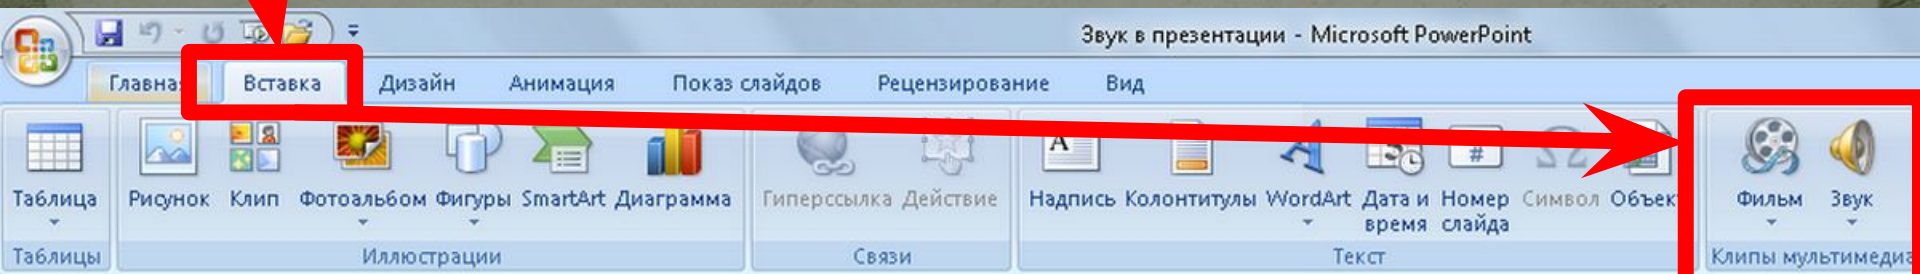 Звук в презентации - Microsoft PowerPoint
Главная Вставка Дизайн Анимация Показ слайдов Рецензирование Вид
Таблица Рисунок Клип Фотоальбом Фигуры SmartArt Диаграмма Гиперссылка Действие Надпись Колонтитулы WordArt Дата и время Номер слайда Символ Объект Фильм Звук
Таблицы Иллюстрации Связи Текст Клипы мультимедиа